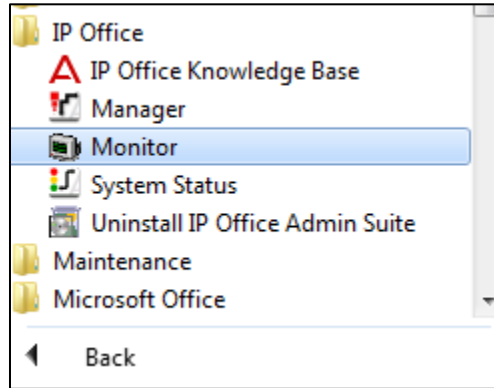 IP Office
IP Office Knowledge Base
Manager
Monitor
System Status
Uninstall IP Office Admin Suite
Maintenance
Microsoft Office
Back